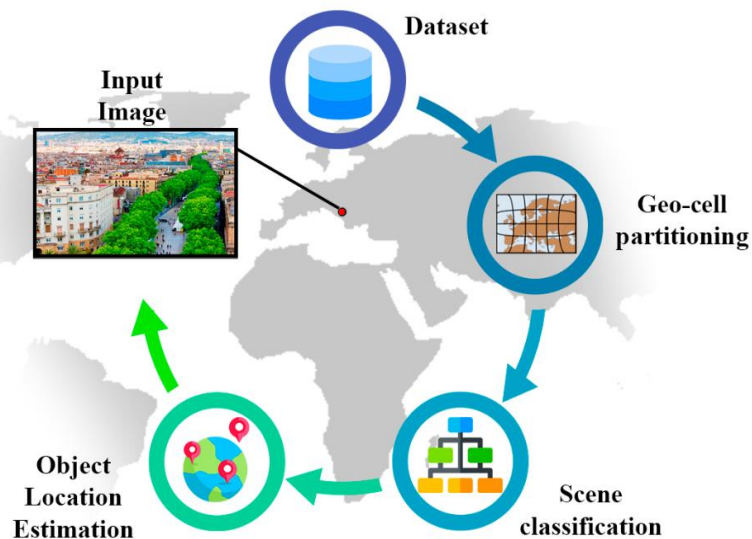 Dataset
Input
Image
Geo-cell
partitioning
Scene
classification
Object
Location
Estimation